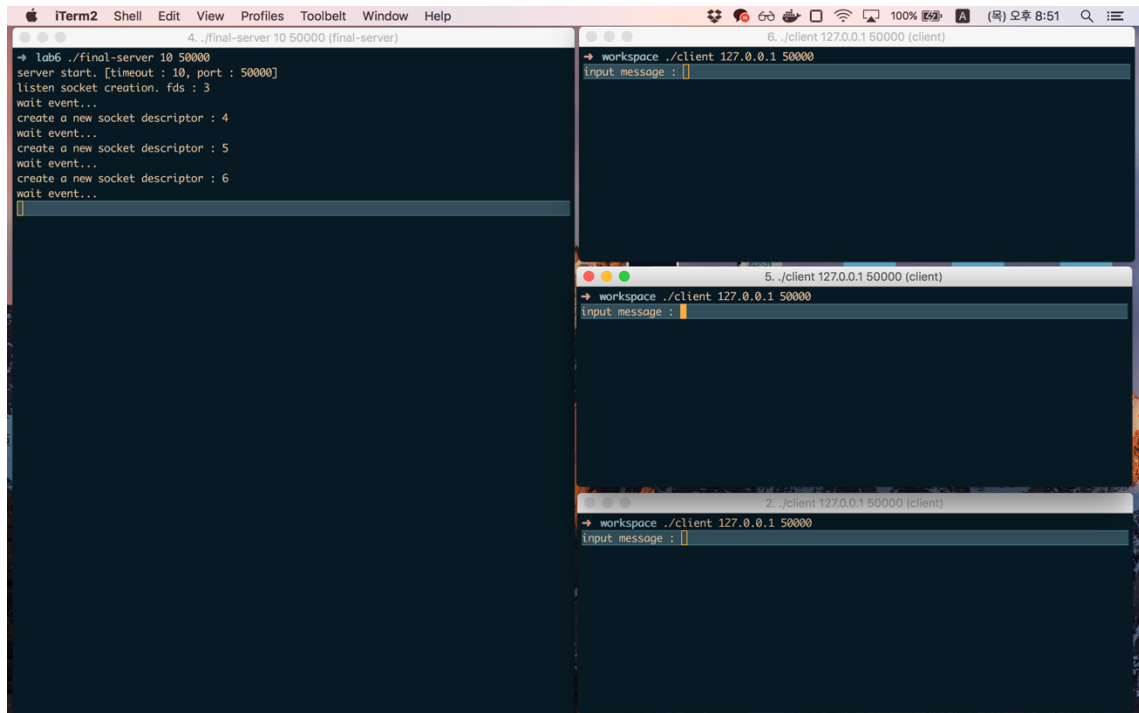 iTerm2 Shell Edit View Profiles Toolbelt Window Help 100% A (목) 오후 8:51
4. ./final-server 10 50000 (final-server)
→ lab6 ./final-server 10 50000
server start. [timeout : 10, port : 50000]
listen socket creation. fds : 3
wait event...
create a new socket descriptor : 4
wait event...
create a new socket descriptor : 5
wait event...
create a new socket descriptor : 6
wait event...
6. ./client 127.0.0.1 50000 (client)
→ workspace ./client 127.0.0.1 50000
input message :
5. ./client 127.0.0.1 50000 (client)
→ workspace ./client 127.0.0.1 50000
input message :
2. ./client 127.0.0.1 50000 (client)
→ workspace ./client 127.0.0.1 50000
input message :